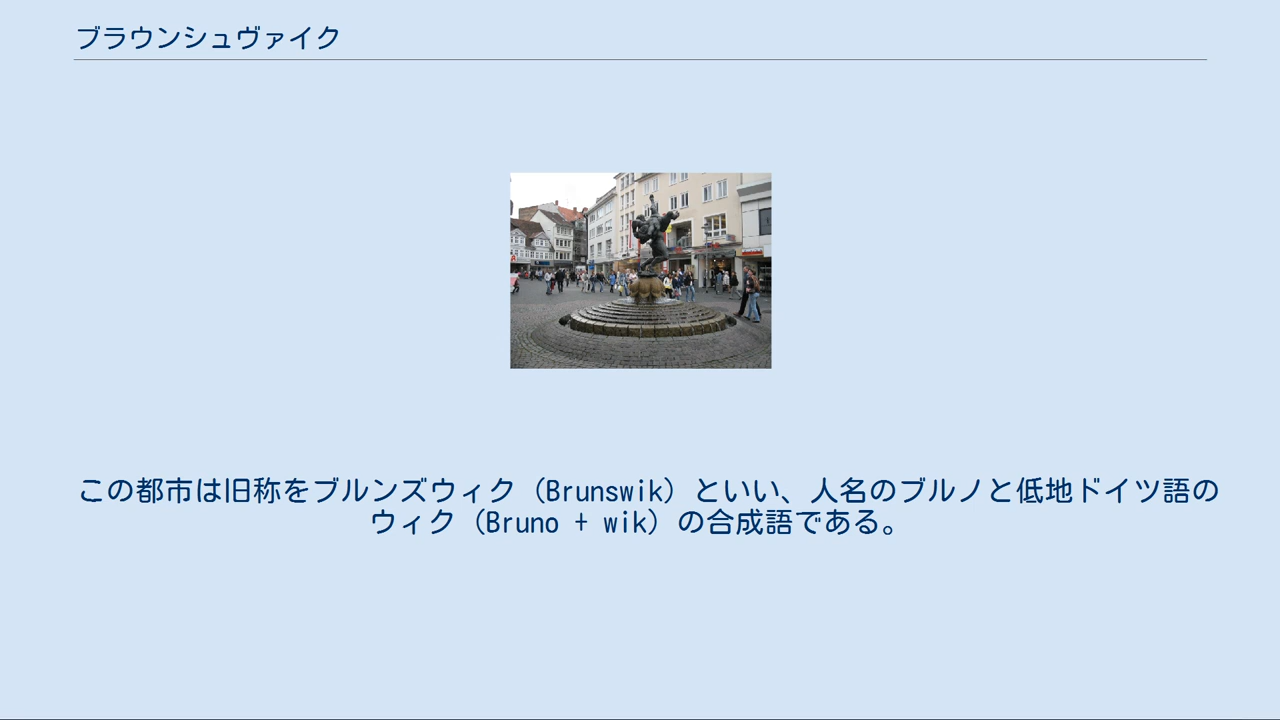 ブラウンシュヴァイク
この都市は旧称をブルンズウィク（Brunswik）といい、人名のブルノと低地ドイツ語の
ウィク（Bruno + wik）の合成語である。